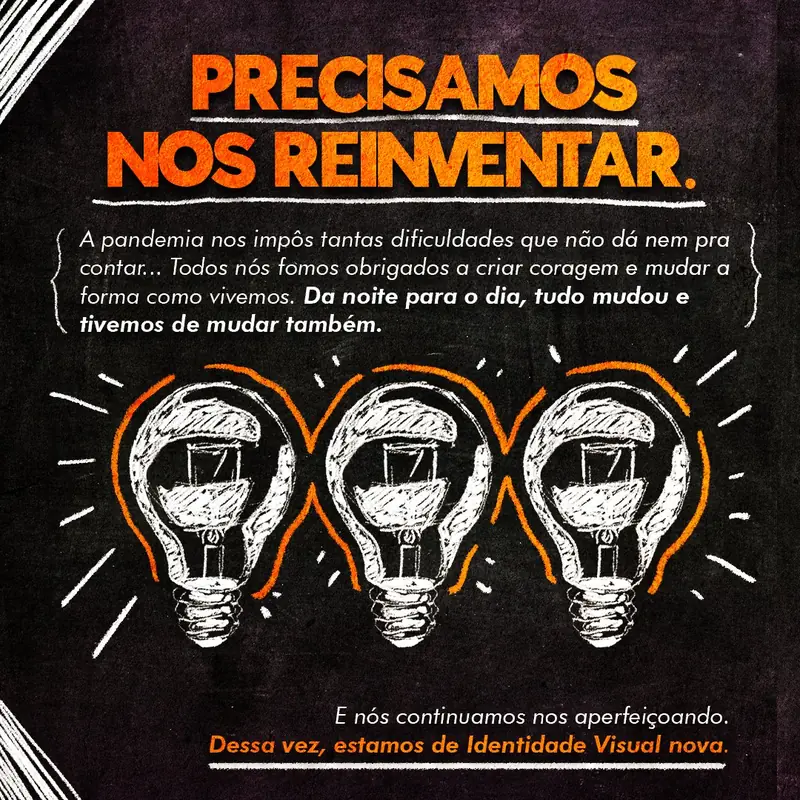 PRECISAMOS
NOS REINVENTAR.
A pandemia nos impôs tantas dificuldades que não dá nem pra
contar... Todos nós fomos obrigados a criar coragem e mudar a
forma como vivemos. Da noite para o dia, tudo mudou e
tivemos de mudar também.
E nós continuamos nos aperfeiçoando.
Dessa vez, estamos de Identidade Visual nova.